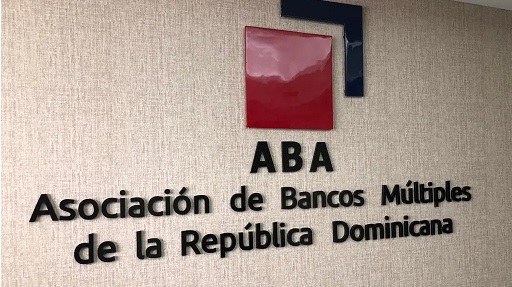 ABA
Asociación de Bancos Múltiples
de la República Dominicana